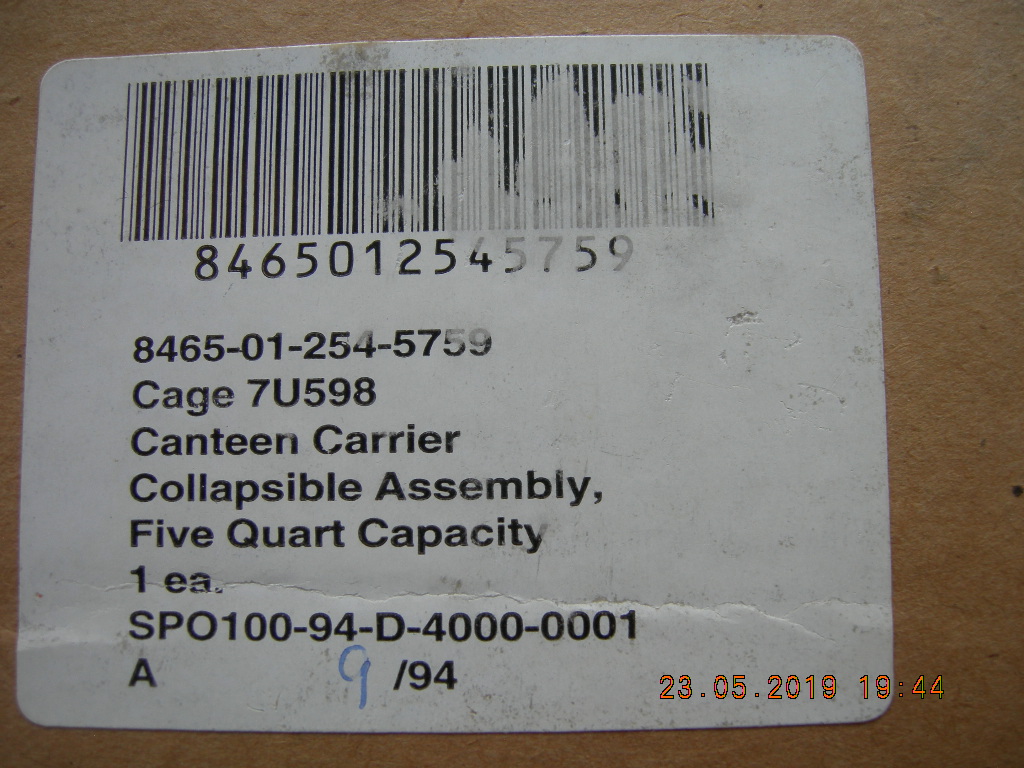 8465012545759
8465-01-254-5759
Cage 7U598
Canteen Carrier
Collapsible Assembly,
Five Quart Capacity
1 ea.
SPO100-94-D-4000-0001
A 9 /94
23.05.2019 19:44